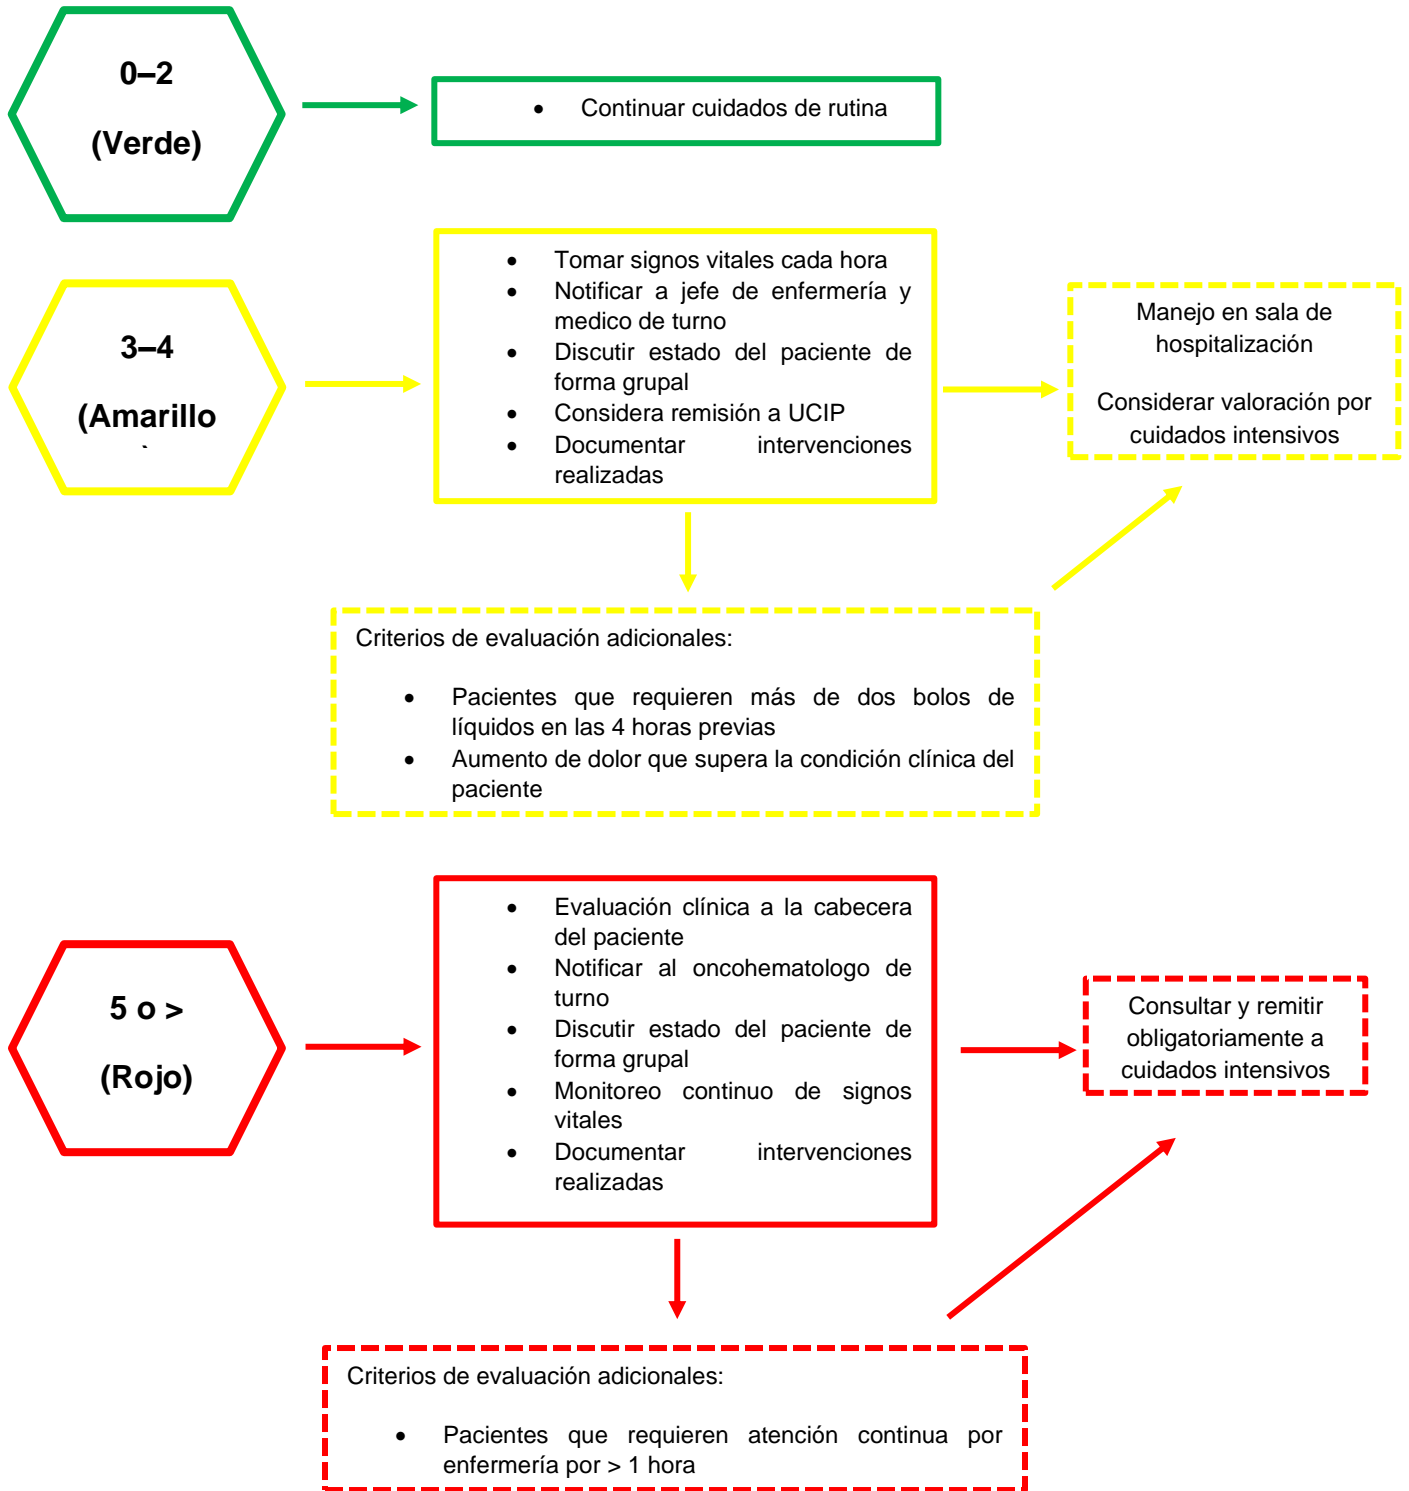 0–2
(Verde)
• Continuar cuidados de rutina
3–4
(Amarillo
• Tomar signos vitales cada hora
• Notificar a jefe de enfermería y
medico de turno
• Discutir estado del paciente de
forma grupal
• Considera remisión a UCIP
• Documentar intervenciones
realizadas
Manejo en sala de
hospitalización
Considerar valoración por
cuidados intensivos
Criterios de evaluación adicionales:
• Pacientes que requieren más de dos bolos de
líquidos en las 4 horas previas
• Aumento de dolor que supera la condición clínica del
paciente
5 o >
(Rojo)
• Evaluación clínica a la cabecera
del paciente
• Notificar al oncohematologo de
turno
• Discutir estado del paciente de
forma grupal
• Monitoreo continuo de signos
vitales
• Documentar intervenciones
realizadas
Consultar y remitir
obligatoriamente a
cuidados intensivos
Criterios de evaluación adicionales:
• Pacientes que requieren atención continua por
enfermería por > 1 hora